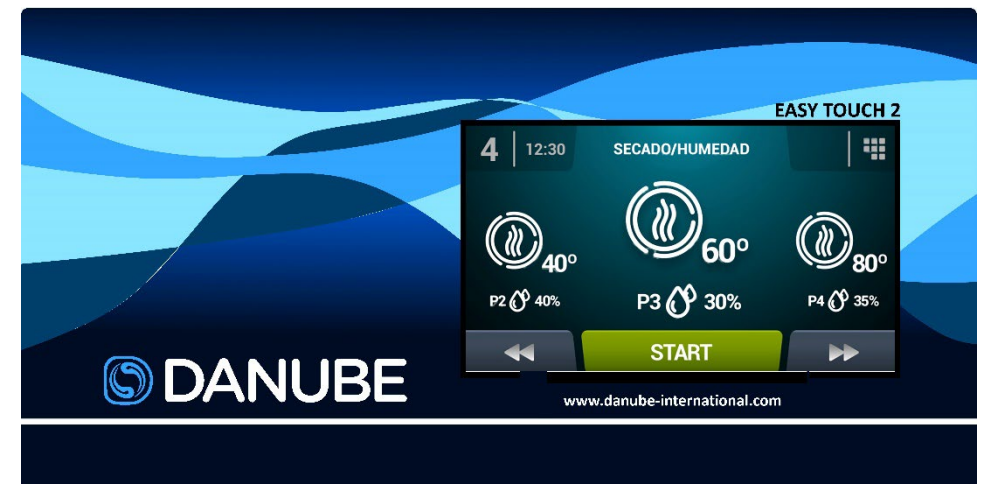 EASY TOUCH 2
4 12:30 SECADO/HUMEDAD
40º 60º 80º
P2 40% P3 30% P4 35%
START
DANUBE
www.danube-international.com